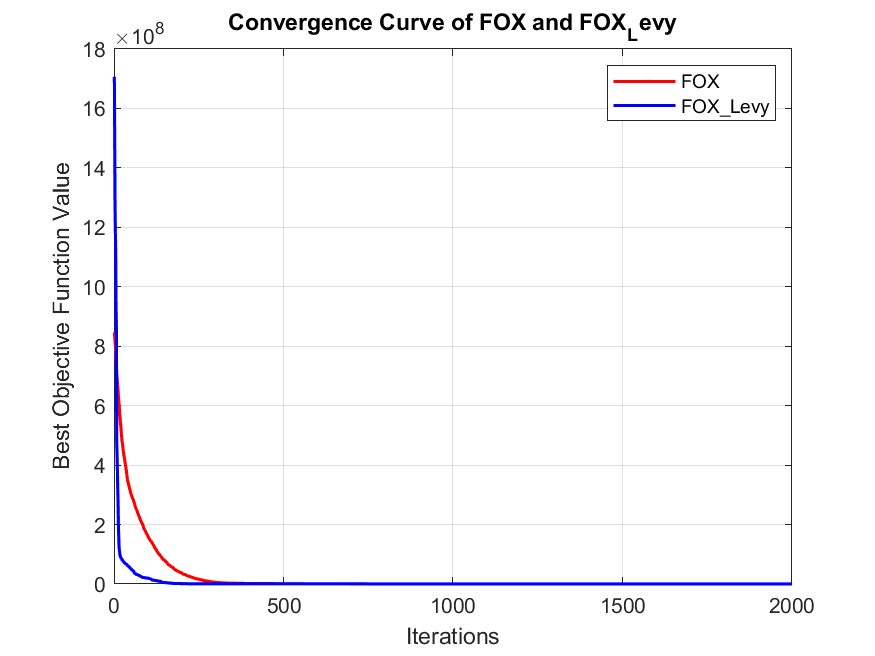 Convergence Curve of FOX and FOX_Levy
×10^8
18
16
14
12
10
8
6
4
2
0
Best Objective Function Value
FOX
FOX_Levy
0 500 1000 1500 2000
Iterations